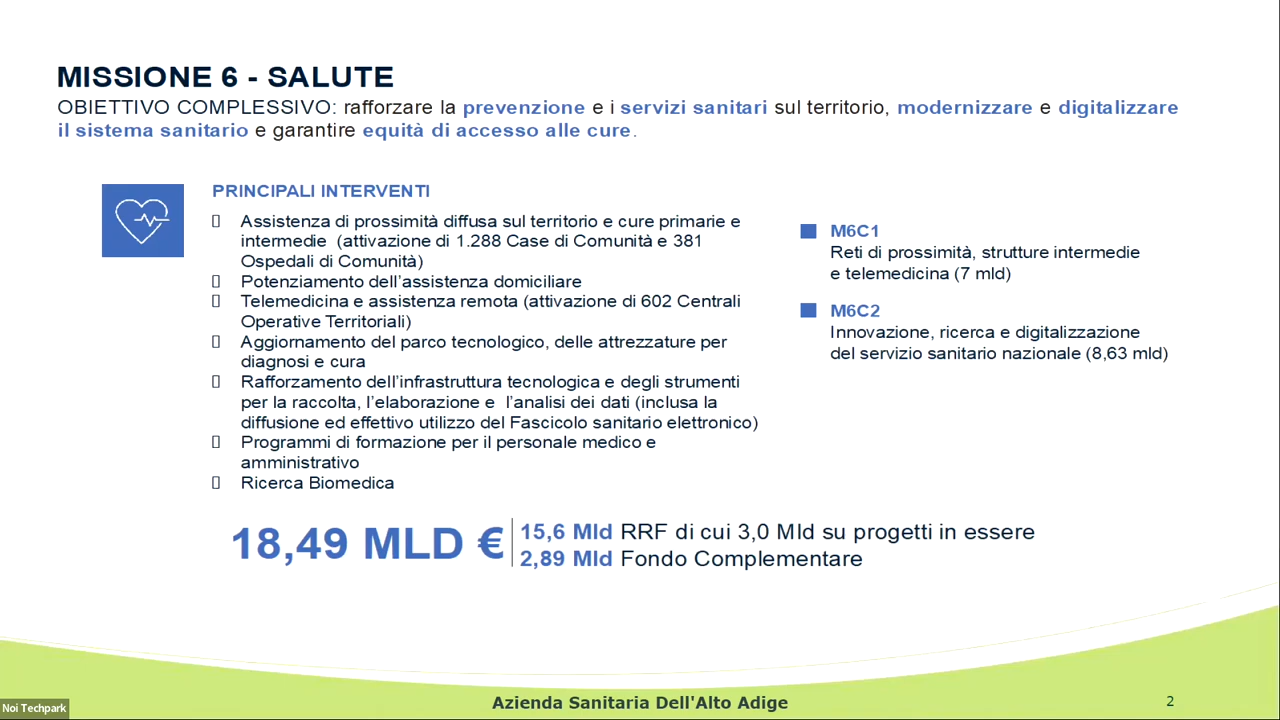 MISSIONE 6 - SALUTE
OBIETTIVO COMPLESSIVO: rafforzare la prevenzione e i servizi sanitari sul territorio, modernizzare e digitalizzare
il sistema sanitario e garantire equità di accesso alle cure.
PRINCIPALI INTERVENTI
Assistenza di prossimità diffusa sul territorio e cure primarie e
intermedie (attivazione di 1.288 Case di Comunità e 381
Ospedali di Comunità)
Potenziamento dell'assistenza domiciliare
Telemedicina e assistenza remota (attivazione di 602 Centrali
Operative Territoriali)
Aggiornamento del parco tecnologico, delle attrezzature per
diagnosi e cura
Rafforzamento dell'infrastruttura tecnologica e degli strumenti
per la raccolta, l'elaborazione e l'analisi dei dati (inclusa la
diffusione ed effettivo utilizzo del Fascicolo sanitario elettronico)
Programmi di formazione per il personale medico e
amministrativo
Ricerca Biomedica
M6C1
Reti di prossimità, strutture intermedie
e telemedicina (7 mld)
M6C2
Innovazione, ricerca e digitalizzazione
del servizio sanitario nazionale (8,63 mld)
18,49 MLD €
15,6 Mld RRF di cui 3,0 Mld su progetti in essere
2,89 Mld Fondo Complementare
Azienda Sanitaria Dell'Alto Adige
2
Noi Techpark